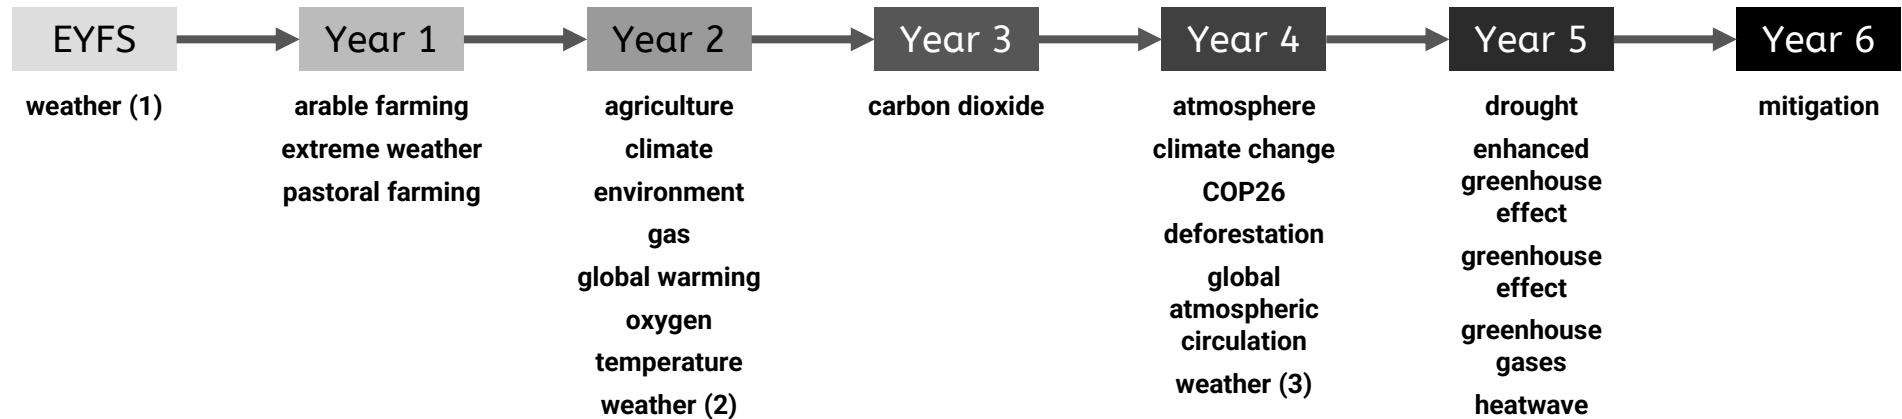 EYFS
weather (1)
Year 1
arable farming
extreme weather
pastoral farming
Year 2
agriculture
climate
environment
gas
global warming
oxygen
temperature
weather (2)
Year 3
carbon dioxide
Year 4
atmosphere
climate change
COP26
deforestation
global
atmospheric
circulation
weather (3)
Year 5
drought
enhanced
greenhouse
effect
greenhouse
effect
greenhouse
gases
heatwave
Year 6
mitigation